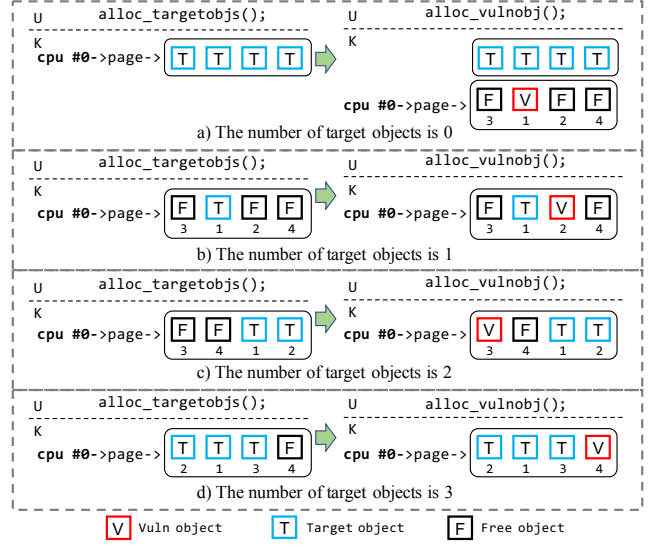 U alloc_targetobjs(); U alloc_vulnobj();
K K
cpu #0->page-> T T T T T T T T
cpu #0->page-> F V F F
3 1 2 4
a) The number of target objects is 0
U alloc_targetobjs(); U alloc_vulnobj();
K K
cpu #0->page-> F T F F cpu #0->page-> F T V F
3 1 2 4 3 1 2 4
b) The number of target objects is 1
U alloc_targetobjs(); U alloc_vulnobj();
K K
cpu #0->page-> F F T T cpu #0->page-> V F T T
3 4 1 2 3 4 1 2
c) The number of target objects is 2
U alloc_targetobjs(); U alloc_vulnobj();
K K
cpu #0->page-> T T T F cpu #0->page-> T T T V
2 1 3 4 2 1 3 4
d) The number of target objects is 3
V Vuln object T Target object F Free object